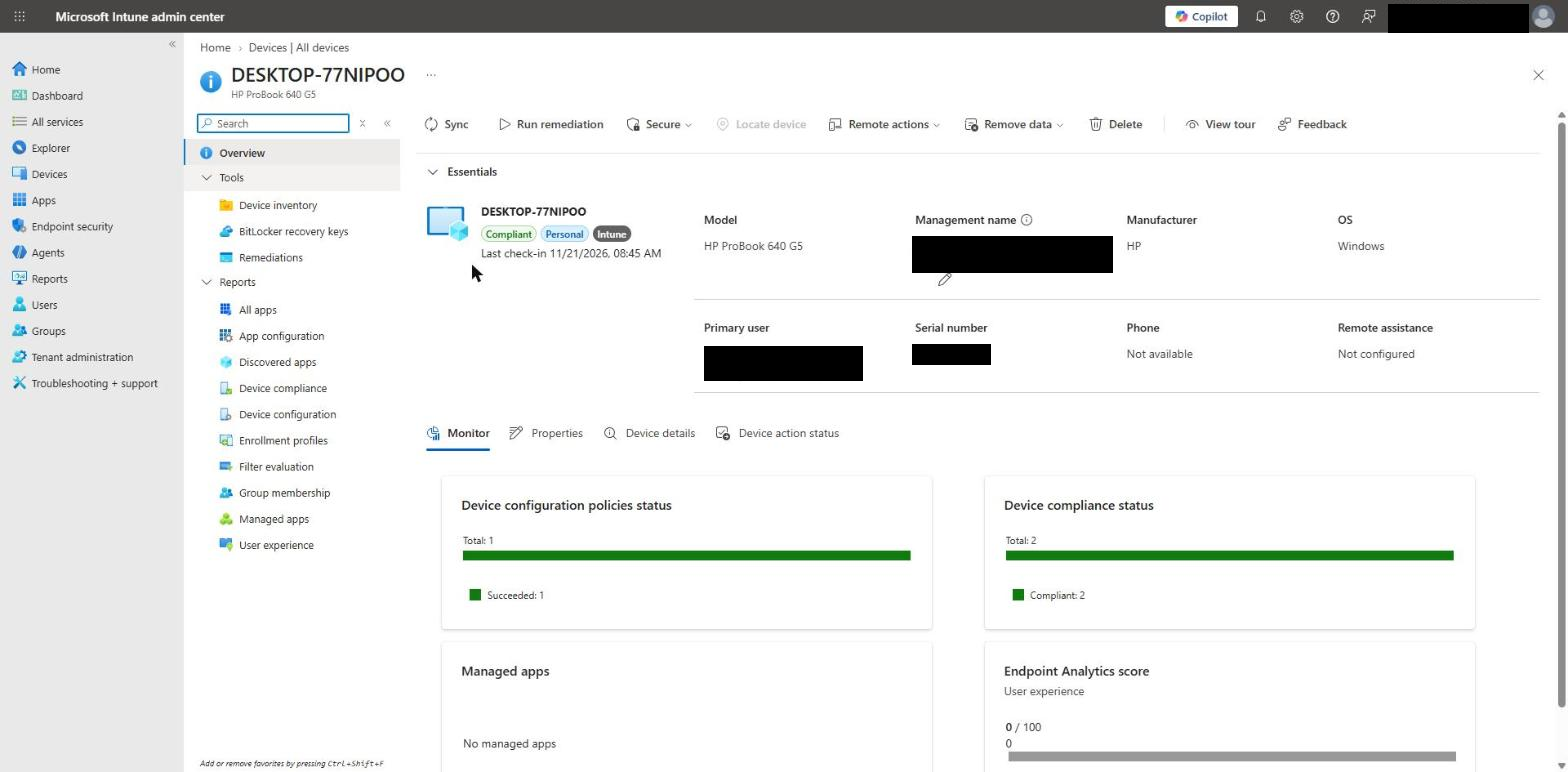 Microsoft Intune admin center
Copilot
Home
Dashboard
All services
Explorer
Devices
Apps
Endpoint security
Agents
Reports
Users
Groups
Tenant administration
Troubleshooting + support
Home > Devices | All devices
DESKTOP-77NIPOO ...
HP ProBook 640 G5
Search
Overview
Tools
Device inventory
BitLocker recovery keys
Remediations
Reports
All apps
App configuration
Discovered apps
Device compliance
Device configuration
Enrollment profiles
Filter evaluation
Group membership
Managed apps
User experience
Add or remove favorites by pressing Ctrl+Shift+F
Sync Run remediation Secure Locate device Remote actions Remove data Delete View tour Feedback
Essentials
DESKTOP-77NIPOO
Compliant Personal Intune
Last check-in 11/21/2026, 08:45 AM
Model
HP ProBook 640 G5
Management name
Manufacturer
HP
OS
Windows
Primary user
Serial number
Phone
Not available
Remote assistance
Not configured
Monitor Properties Device details Device action status
Device configuration policies status
Total: 1
Succeeded: 1
Device compliance status
Total: 2
Compliant: 2
Managed apps
No managed apps
Endpoint Analytics score
User experience
0 / 100
0